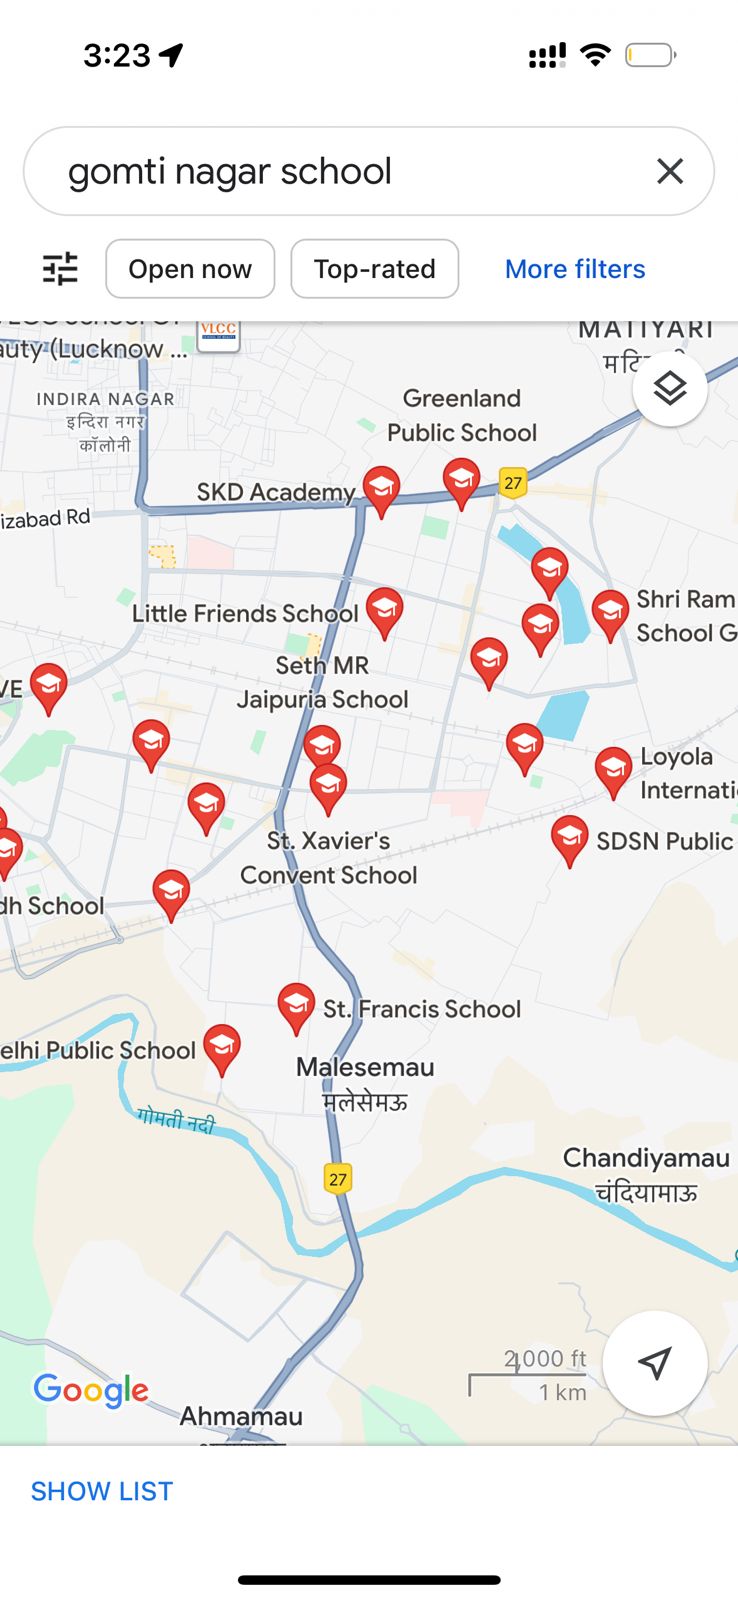 3:23
gomti nagar school
Open now
Top-rated
More filters
auty (Lucknow ...
VLCC
MATIYARI
INDIRA NAGAR
इन्दिरा नगर
कॉलोनी
Greenland
Public School
SKD Academy
27
izabad Rd
Little Friends School
Shri Ram
School G
Seth MR
Jaipuria School
VE
Loyola
Internati
St. Xavier's
Convent School
SDSN Public
dh School
St. Francis School
elhi Public School
Malesemau
मलेसेमऊ
गोमती नदी
Chandiyamau
चंदियामाऊ
27
2,000 ft
1 km
Google
Ahmamau
SHOW LIST